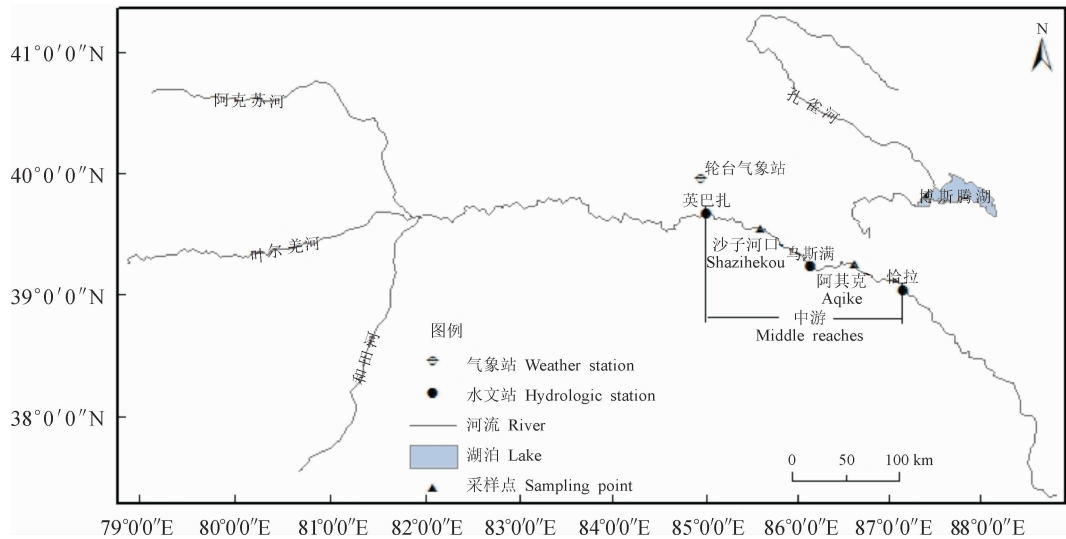 N
41°0′0″N
40°0′0″N
39°0′0″N
38°0′0″N
阿克苏河
孔雀河
轮台气象站
博斯腾湖
英巴扎
沙子河口
Shazihekou
乌斯满
阿其克
Aqike
恰拉
叶尔羌河
中游
Middle reaches
和田河
图例
气象站 Weather station
水文站 Hydrologic station
河流 River
湖泊 Lake
采样点 Sampling point
0 50 100 km
79°0′0″E 80°0′0″E 81°0′0″E 82°0′0″E 83°0′0″E 84°0′0″E 85°0′0″E 86°0′0″E 87°0′0″E 88°0′0″E